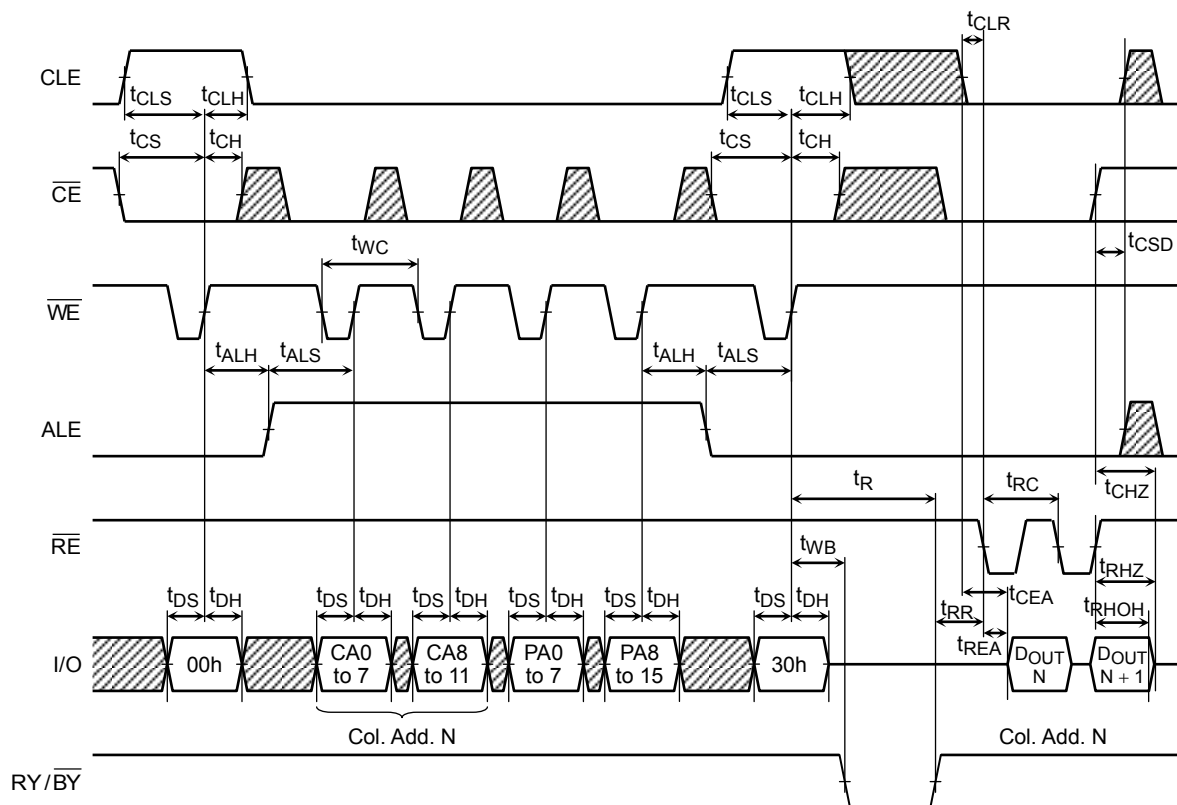 tCLR
CLE
tCLS tCLH tCLS tCLH
tCS tCH tCS tCH
CE
tWC tCSD
WE
tALH tALS tALH tALS
ALE
tR tRC tCHZ
RE
tWB tRHZ
tDS tDH tDS tDH tDS tDH tDS tDH tDS tDH tDS tDH tCEA
tRR tRHOH
tREA
I/O 00h CA0 to 7 CA8 to 11 PA0 to 7 PA8 to 15 30h DOUT N DOUT N + 1
Col. Add. N Col. Add. N
RY/BY